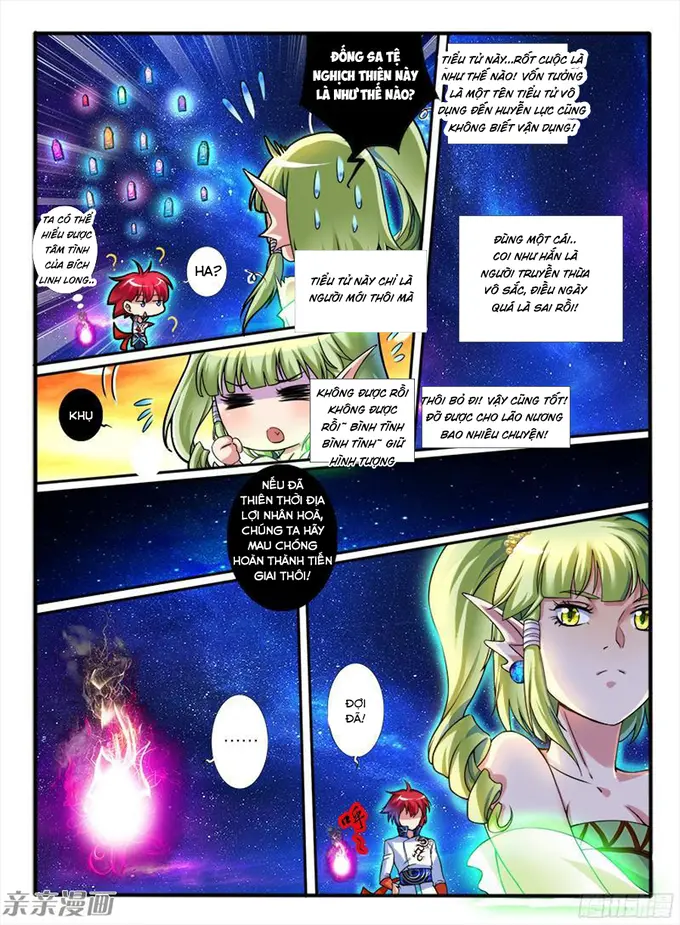 ĐỐNG SA TỆ
NGHỊCH THIÊN NÀY
LÀ NHƯ THẾ NÀO?
TIỂU TỬ NÀY...RỐT CUỘC LÀ
NHƯ THẾ NÀO! VỐN TƯỞNG
LÀ MỘT TÊN TIỂU TỬ VÔ
DỤNG ĐẾN HUYỄN LỰC CŨNG
KHÔNG BIẾT VẬN DỤNG!
TA CÓ THỂ
HIỂU ĐƯỢC
TÂM TÌNH
CỦA BÍCH
LINH LONG..
HA?
TIỂU TỬ NÀY CHỈ LÀ
NGƯỜI MỚI THÔI MÀ
ĐÙNG MỘT CÁI..
COI NHƯ HẮN LÀ
NGƯỜI TRUYỀN THỪA
VÔ SẮC, ĐIỀU NGÀY
QUÁ LÀ SAI RỒI!
KHỤ
KHÔNG ĐƯỢC RỒI
KHÔNG ĐƯỢC
RỒI~ BÌNH TĨNH
BÌNH TĨNH~ GIỮ
HÌNH TƯỢNG
THÔI BỎ ĐI! VẬY CŨNG TỐT!
ĐỠ ĐƯỢC CHO LÃO NƯƠNG
BAO NHIÊU CHUYỆN!
NẾU ĐÃ
THIÊN THỜI ĐỊA
LỢI NHÂN HOÀ,
CHÚNG TA HÃY
MAU CHÓNG
HOÀN THÀNH TIẾN
GIAI THÔI!
......
ĐỢI
ĐÃ!
呼
亲亲漫画